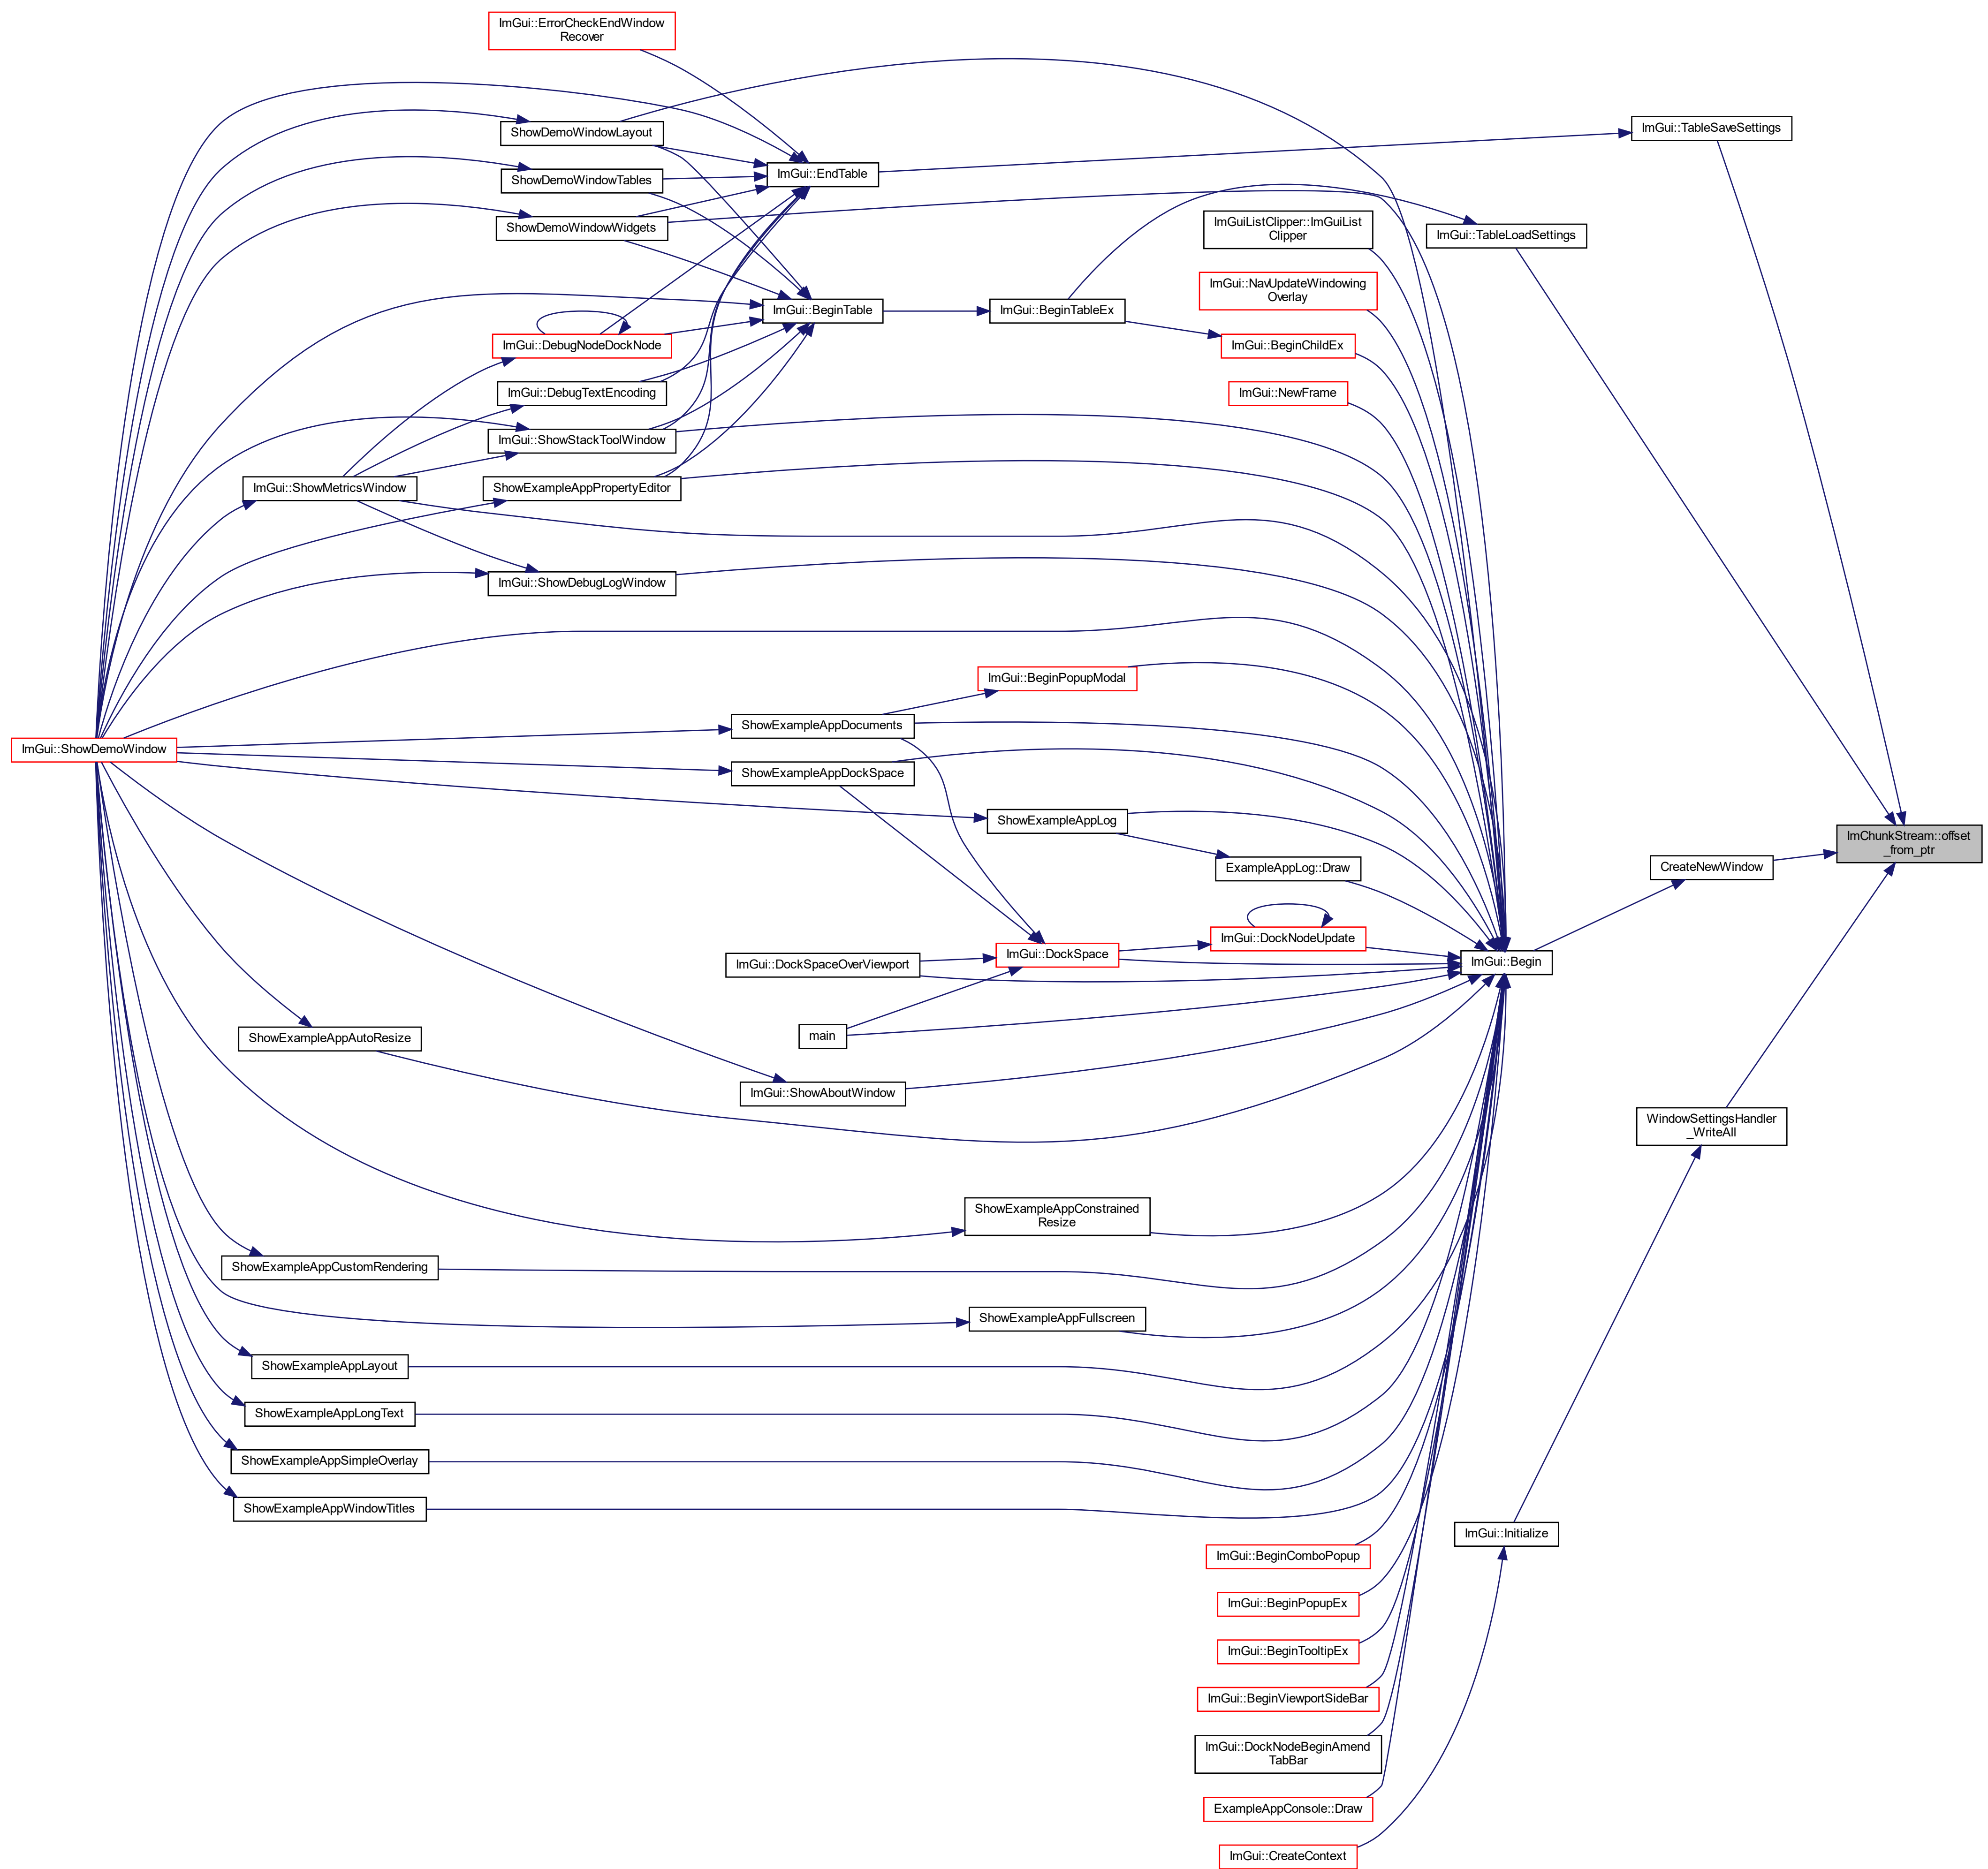 ImGui::ErrorCheckEndWindow
Recover
ShowDemoWindowLayout
ImGui::TableSaveSettings
ImGui::EndTable
ShowDemoWindowTables
ShowDemoWindowWidgets
ImGuiListClipper::ImGuiList
Clipper
ImGui::TableLoadSettings
ImGui::NavUpdateWindowing
Overlay
ImGui::BeginTable
ImGui::BeginTableEx
ImGui::DebugNodeDockNode
ImGui::BeginChildEx
ImGui::DebugTextEncoding
ImGui::NewFrame
ImGui::ShowStackToolWindow
ImGui::ShowMetricsWindow
ShowExampleAppPropertyEditor
ImGui::ShowDebugLogWindow
ImGui::BeginPopupModal
ShowExampleAppDocuments
ImGui::ShowDemoWindow
ShowExampleAppDockSpace
ShowExampleAppLog
ImChunkStream::offset
_from_ptr
ExampleAppLog::Draw
CreateNewWindow
ImGui::DockNodeUpdate
ImGui::DockSpace
ImGui::DockSpaceOverViewport
ImGui::Begin
main
ShowExampleAppAutoResize
ImGui::ShowAboutWindow
WindowSettingsHandler
_WriteAll
ShowExampleAppConstrained
Resize
ShowExampleAppCustomRendering
ShowExampleAppFullscreen
ShowExampleAppLayout
ShowExampleAppLongText
ShowExampleAppSimpleOverlay
ShowExampleAppWindowTitles
ImGui::Initialize
ImGui::BeginComboPopup
ImGui::BeginPopupEx
ImGui::BeginTooltipEx
ImGui::BeginViewportSideBar
ImGui::DockNodeBeginAmend
TabBar
ExampleAppConsole::Draw
ImGui::CreateContext